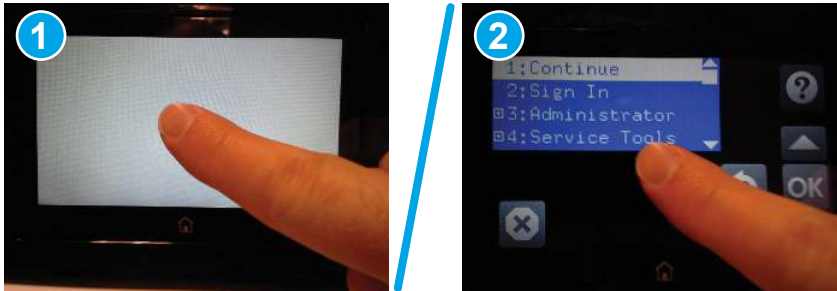 1
2
1:Continue
2:Sign In
3:Administrator
4:Service Tools
?
OK